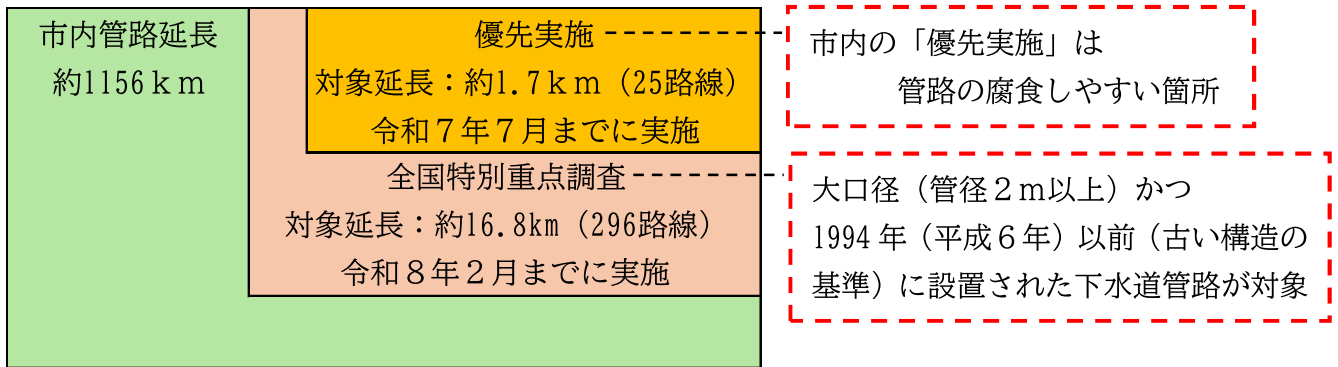 市内管路延長
約1156ｋｍ
優先実施
対象延長：約1.7ｋｍ（25路線）
令和７年７月までに実施
全国特別重点調査
対象延長：約16.8km（296路線）
令和８年２月までに実施
市内の「優先実施」は
管路の腐食しやすい箇所
大口径（管径２ｍ以上）かつ
1994年（平成６年）以前（古い構造の
基準）に設置された下水道管路が対象